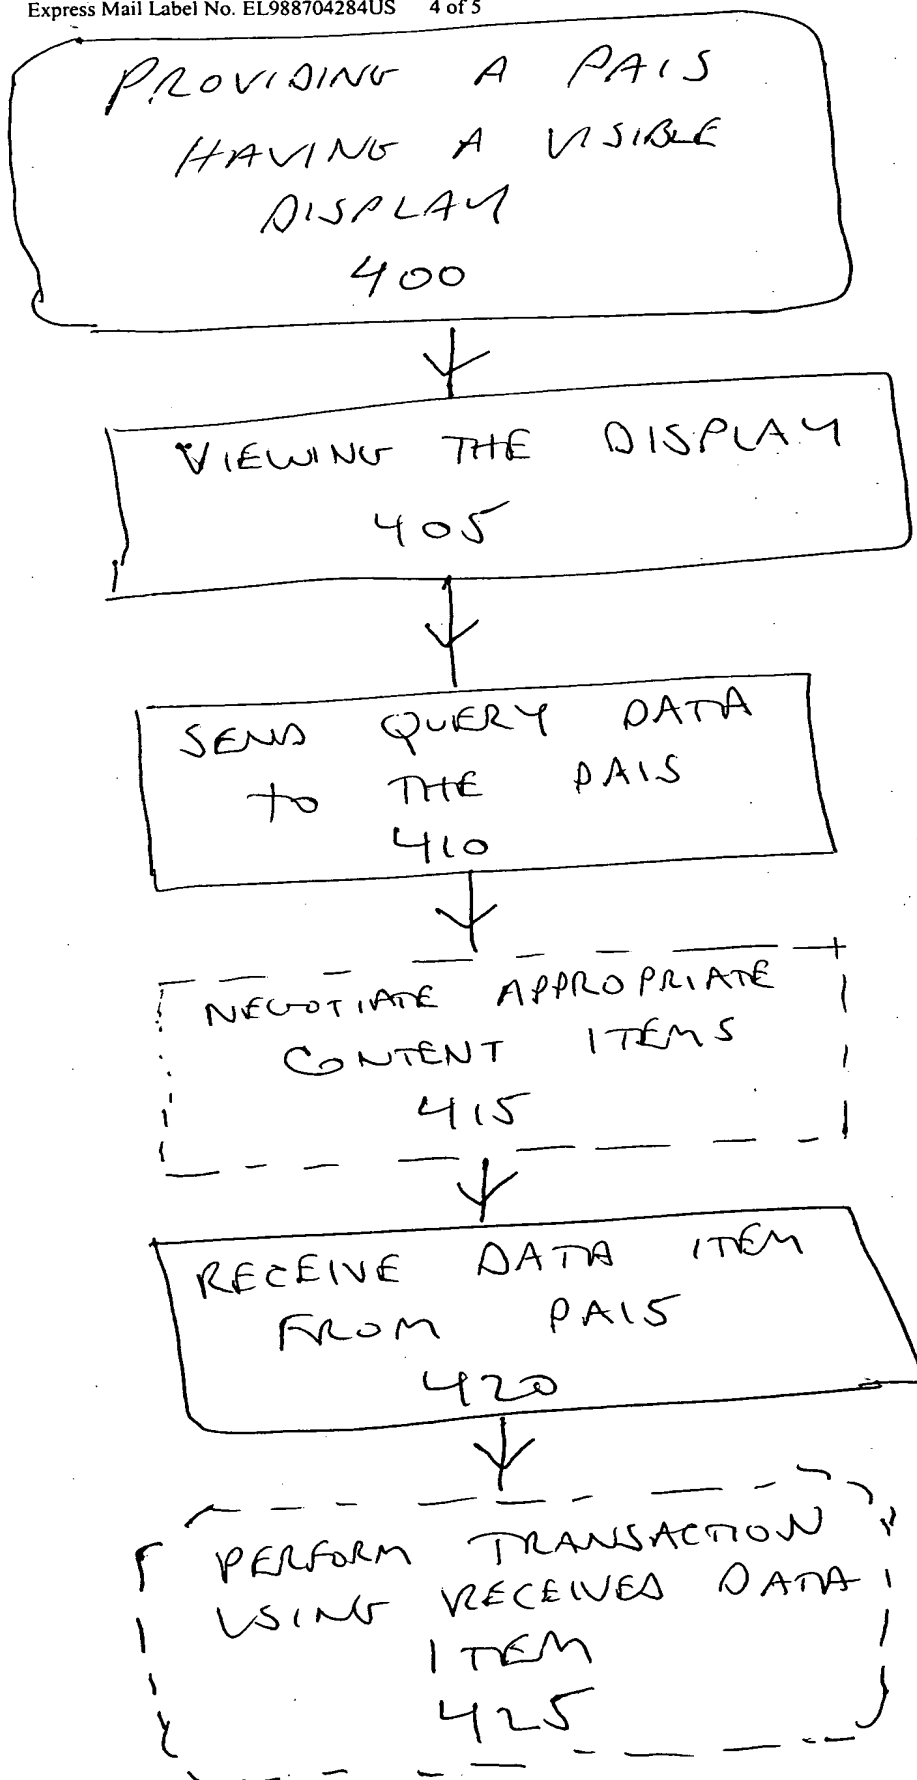 Express Mail Label No. EL988704284US 4 of 5
PROVIDING A PAIS
HAVING A VISIBLE
DISPLAY
400
VIEWING THE DISPLAY
405
SEND QUERY DATA
to THE PAIS
410
NEGOTIATE APPROPRIATE
CONTENT ITEMS
415
RECEIVE DATA ITEM
FROM PAIS
420
PERFORM TRANSACTION
USING RECEIVED DATA
ITEM
425